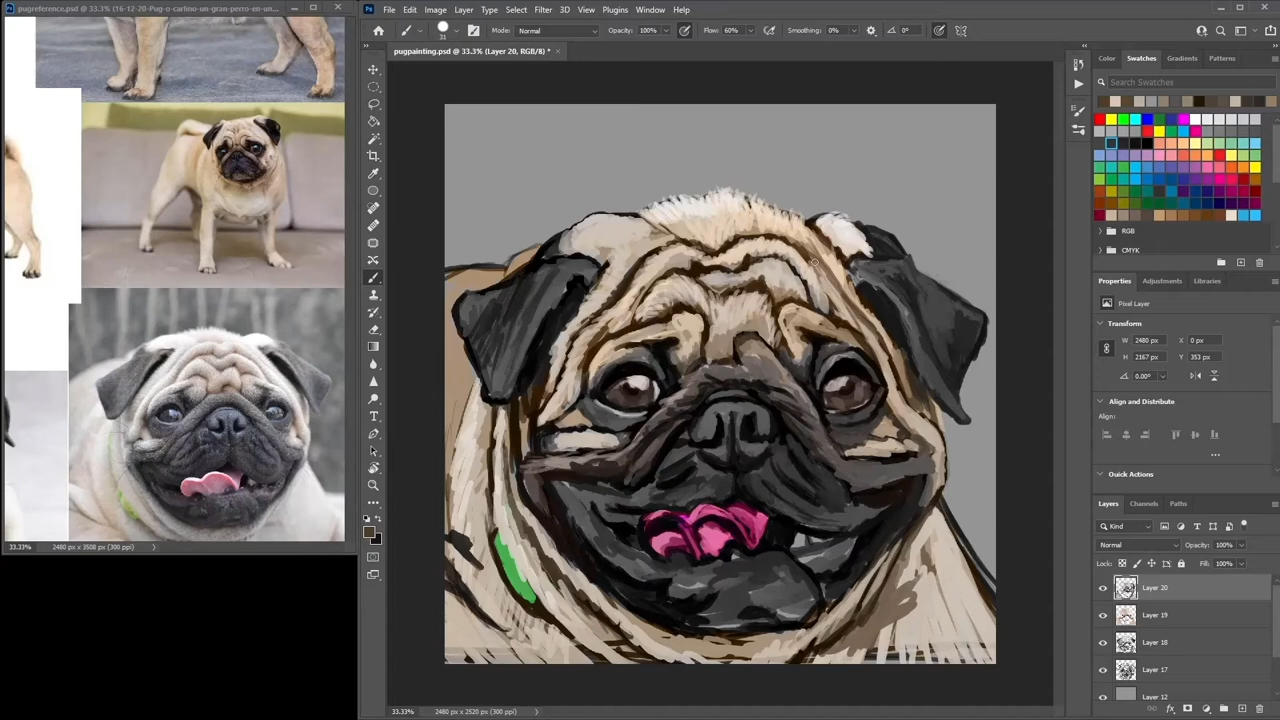 pugreference.psd @ 33.3% (16-12-20-Pug-o-carlino-un-gran-perro-en-un...
33.33% 2480 px x 3508 px (300 ppi)
File Edit Image Layer Type Select Filter 3D View Plugins Window Help
31 Mode: Normal Opacity: 100% Flow: 60% Smoothing: 0% 0°
pugpainting.psd @ 33.3% (Layer 20, RGB/8) *
33.33% 2480 px x 2520 px (300 ppi)
Color Swatches Gradients Patterns
Search Swatches
RGB
CMYK
Properties Adjustments Libraries
Pixel Layer
Transform
W 2480 px X 0 px
H 2167 px Y 353 px
0.00°
Align and Distribute
Align:
Quick Actions
Layers Channels Paths
Kind
Normal Opacity: 100%
Lock: Fill: 100%
Layer 20
Layer 19
Layer 18
Layer 17
Layer 12